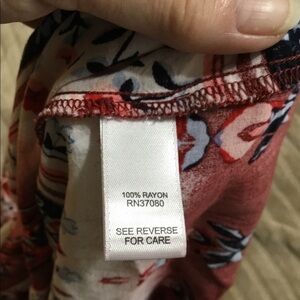 100% RAYON
RN37080
SEE REVERSE
FOR CARE